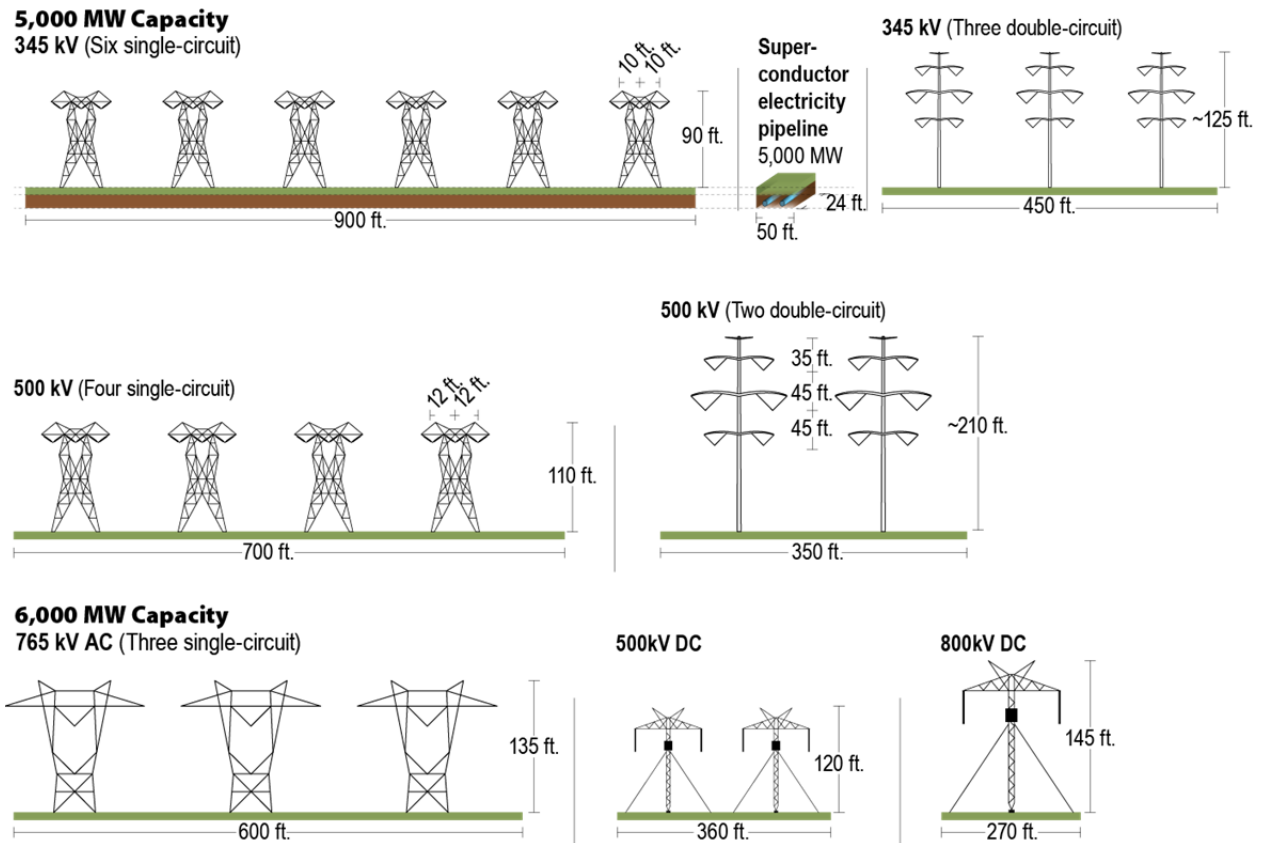 5,000 MW Capacity
345 kV (Six single-circuit)
10 ft. 10 ft.
90 ft.
900 ft.
Super-
conductor
electricity
pipeline
5,000 MW
24 ft.
50 ft.
345 kV (Three double-circuit)
~125 ft.
450 ft.
500 kV (Four single-circuit)
12 ft. 12 ft.
110 ft.
700 ft.
500 kV (Two double-circuit)
35 ft.
45 ft.
45 ft.
~210 ft.
350 ft.
6,000 MW Capacity
765 kV AC (Three single-circuit)
135 ft.
600 ft.
500kV DC
120 ft.
360 ft.
800kV DC
145 ft.
270 ft.